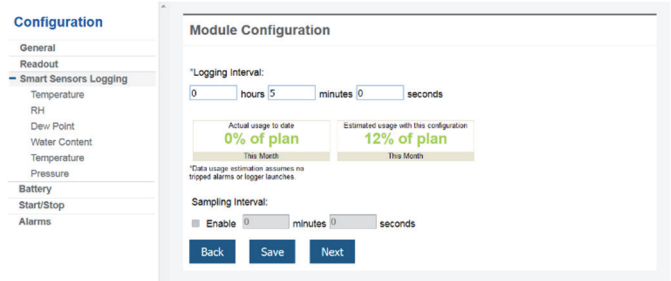 Configuration
General
Readout
Smart Sensors Logging
Temperature
RH
Dew Point
Water Content
Temperature
Pressure
Battery
Start/Stop
Alarms
Module Configuration
*Logging Interval:
0 hours 5 minutes 0 seconds
Actual usage to date
0% of plan
This Month
Estimated usage with this configuration
12% of plan
This Month
*Data usage estimation assumes no
tripped alarms or logger launches.
Sampling Interval:
Enable 0 minutes 0 seconds
Back Save Next